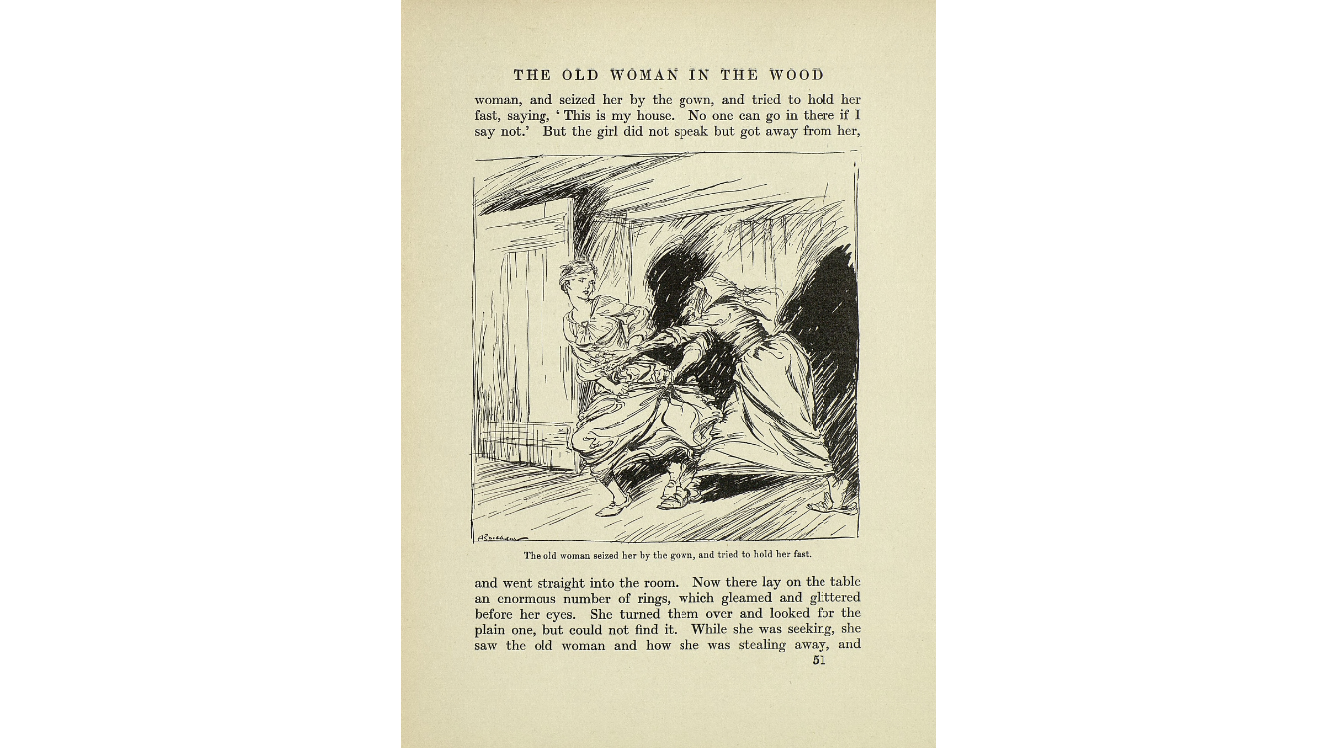 THE OLD WOMAN IN THE WOOD
woman, and seized her by the gown, and tried to hold her
fast, saying, ‘ This is my house. No one can go in there if I
say not.’ But the girl did not speak but got away from her,
The old woman seized her by the gown, and tried to hold her fast.
and went straight into the room. Now there lay on the table
an enormous number of rings, which gleamed and glittered
before her eyes. She turned them over and looked for the
plain one, but could not find it. While she was seeking, she
saw the old woman and how she was stealing away, and
51